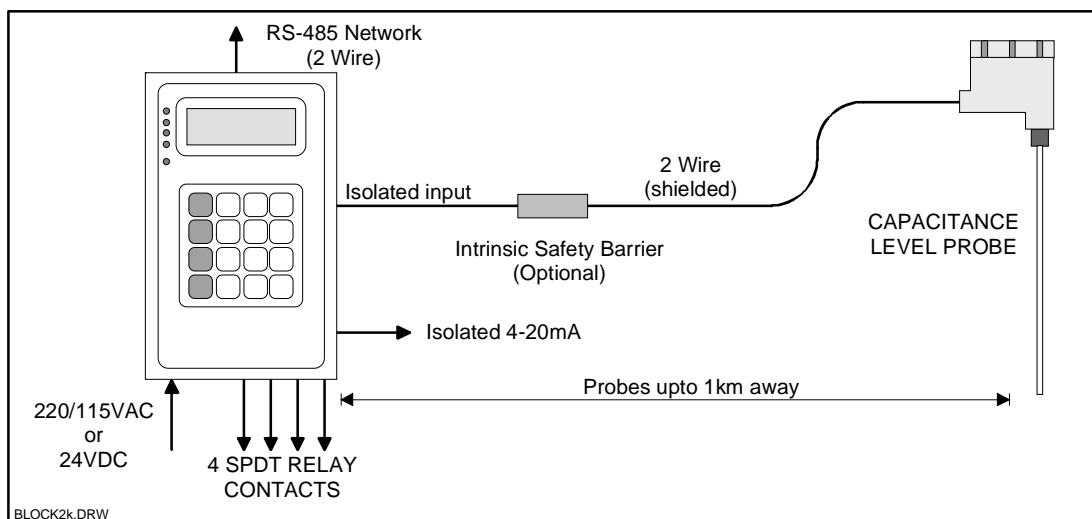 RS-485 Network
(2 Wire)
Isolated input
2 Wire
(shielded)
Intrinsic Safety Barrier
(Optional)
CAPACITANCE
LEVEL PROBE
Isolated 4-20mA
Probes upto 1km away
220/115VAC
or
24VDC
4 SPDT RELAY
CONTACTS
BLOCK2k.DRW